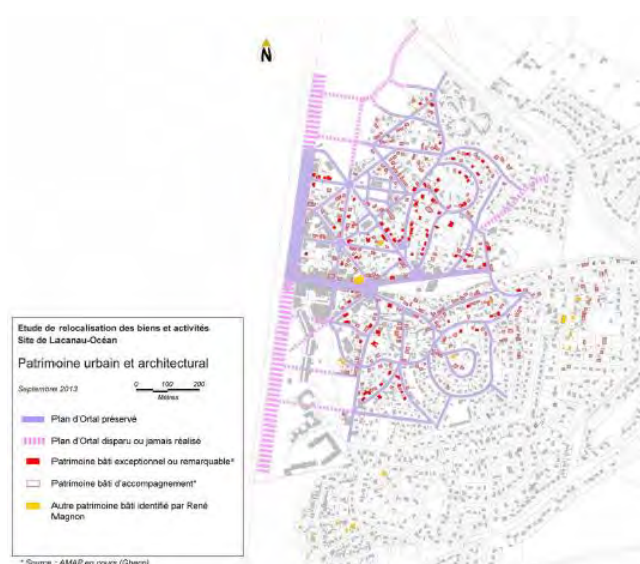 N
Etude de relocalisation des biens et activités
Site de Lacanau-Océan
Patrimoine urbain et architectural
Septembre 2013
0 100 200
Mètres
Plan d'Ortal préservé
Plan d'Ortal disparu ou jamais réalisé
Patrimoine bâti exceptionnel ou remarquable*
Patrimoine bâti d'accompagnement*
Autre patrimoine bâti identifié par René
Magnon
* Source : AMAP en cours (Gheco)